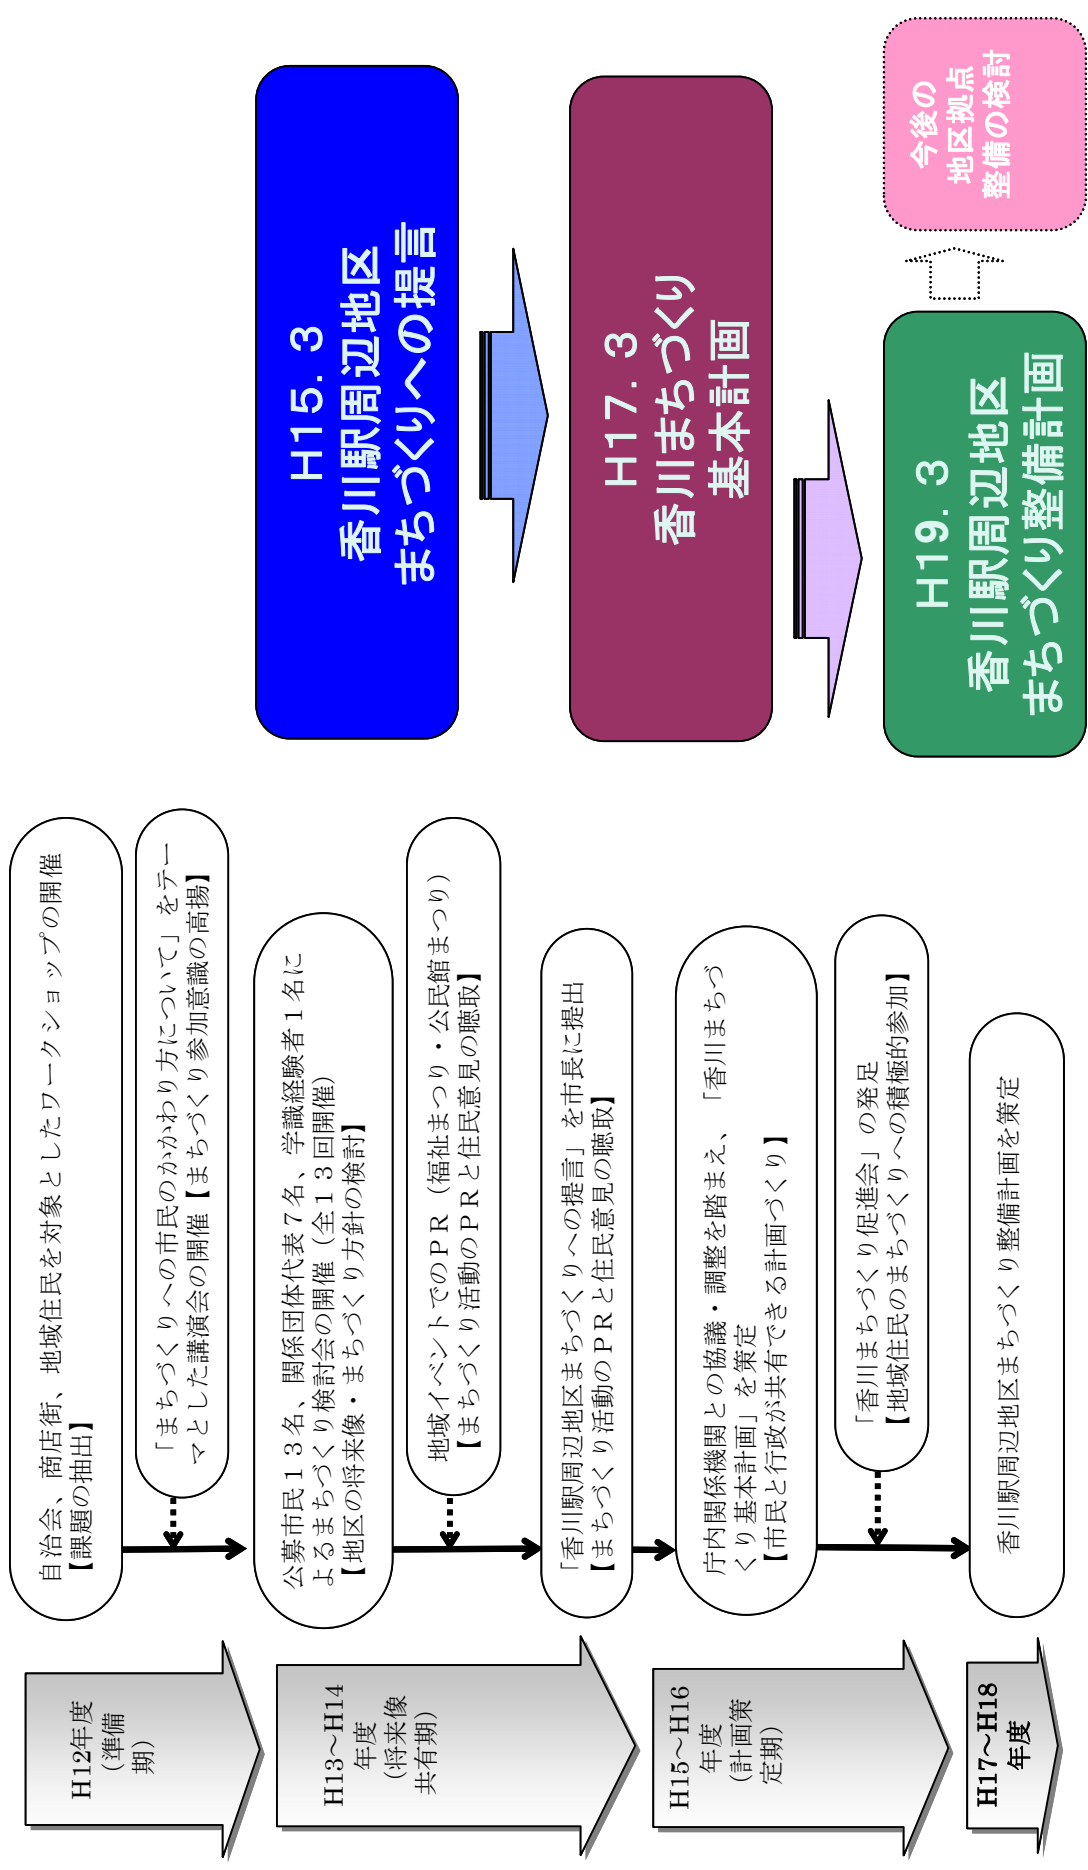 H12年度
(準備
期)
自治会、商店街、地域住民を対象としたワークショップの開催
【課題の抽出】
「まちづくりへの市民のかかわり方について」をテー
マとした講演会の開催【まちづくり参加意識の高揚】
H13～H14
年度
(将来像
共有期)
公募市民１３名、関係団体代表７名、学識経験者１名に
よるまちづくり検討会の開催（全１３回開催）
【地区の将来像・まちづくり方針の検討】
地域イベントでのＰＲ（福祉まつり・公民館まつり）
【まちづくり活動のＰＲと住民意見の聴取】
「香川駅周辺地区まちづくりへの提言」を市長に提出
【まちづくり活動のＰＲと住民意見の聴取】
H15～H16
年度
(計画策
定期)
庁内関係機関との協議・調整を踏まえ、「香川まちづ
くり基本計画」を策定
【市民と行政が共有できる計画づくり】
「香川まちづくり促進会」の発足
【地域住民のまちづくりへの積極的参加】
H17～H18
年度
香川駅周辺地区まちづくり整備計画を策定
Ｈ１５．３
香川駅周辺地区
まちづくりへの提言
Ｈ１７．３
香川まちづくり
基本計画
Ｈ１９．３
香川駅周辺地区
まちづくり整備計画
今後の
地区拠点
整備の検討